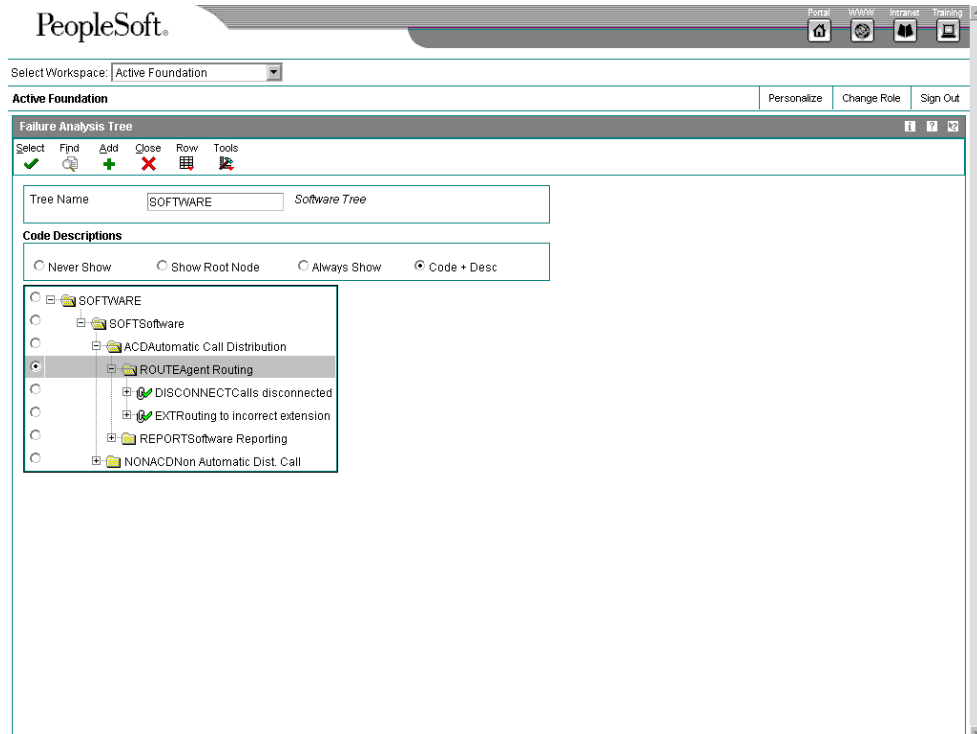 PeopleSoft.
Portal WWW Intranet Training
Select Workspace: Active Foundation
Active Foundation Personalize Change Role Sign Out
Failure Analysis Tree
Select Find Add Close Row Tools
Tree Name SOFTWARE Software Tree
Code Descriptions
Never Show Show Root Node Always Show Code + Desc
SOFTWARE
SOFTSoftware
ACDAutomatic Call Distribution
ROUTEAgent Routing
DISCONNECTCalls disconnected
EXTRouting to incorrect extension
REPORTSoftware Reporting
NONACDNon Automatic Dist. Call